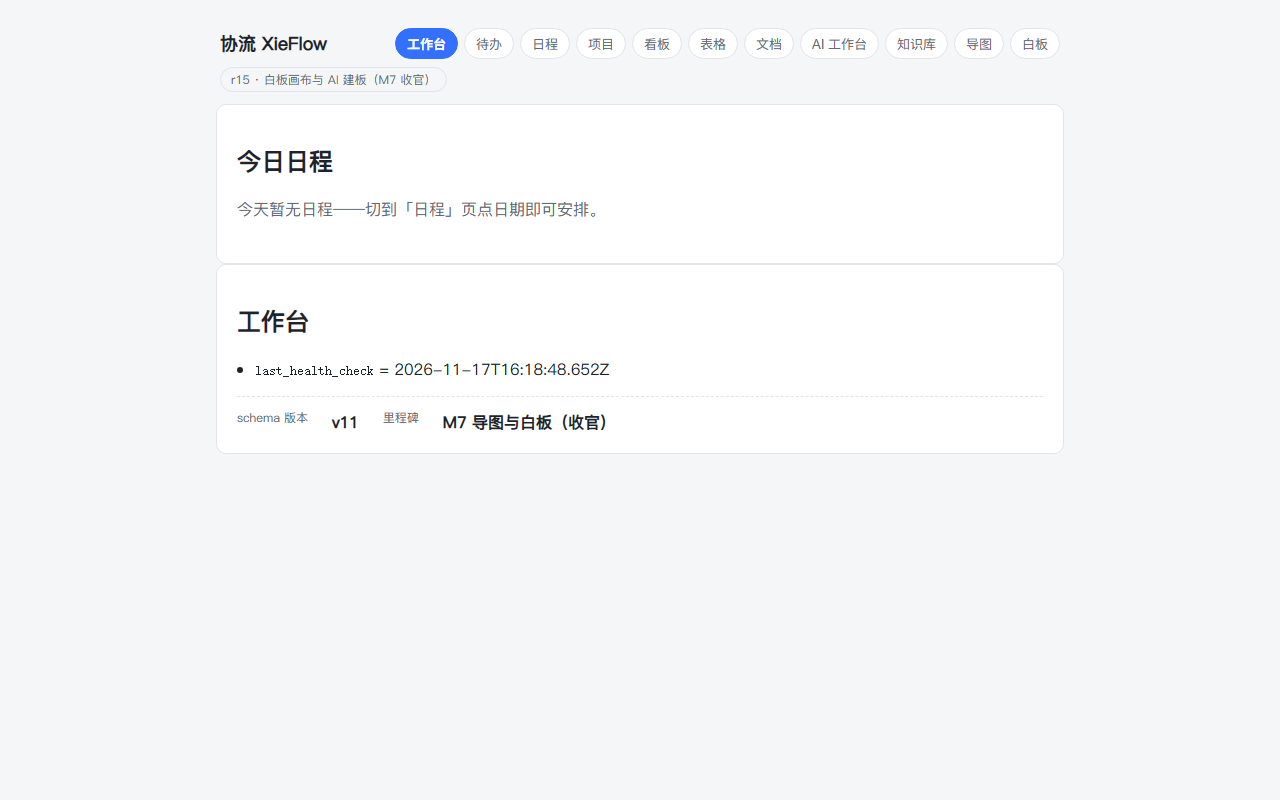 协流 XieFlow 工作台 待办 日程 项目 看板 表格 文档 AI 工作台 知识库 导图 白板
r15 · 白板画布与 AI 建板（M7 收官）
今日日程
今天暂无日程——切到「日程」页点日期即可安排。
工作台
last_health_check = 2026-11-17T16:18:48.652Z
schema 版本 v11 里程碑 M7 导图与白板（收官）